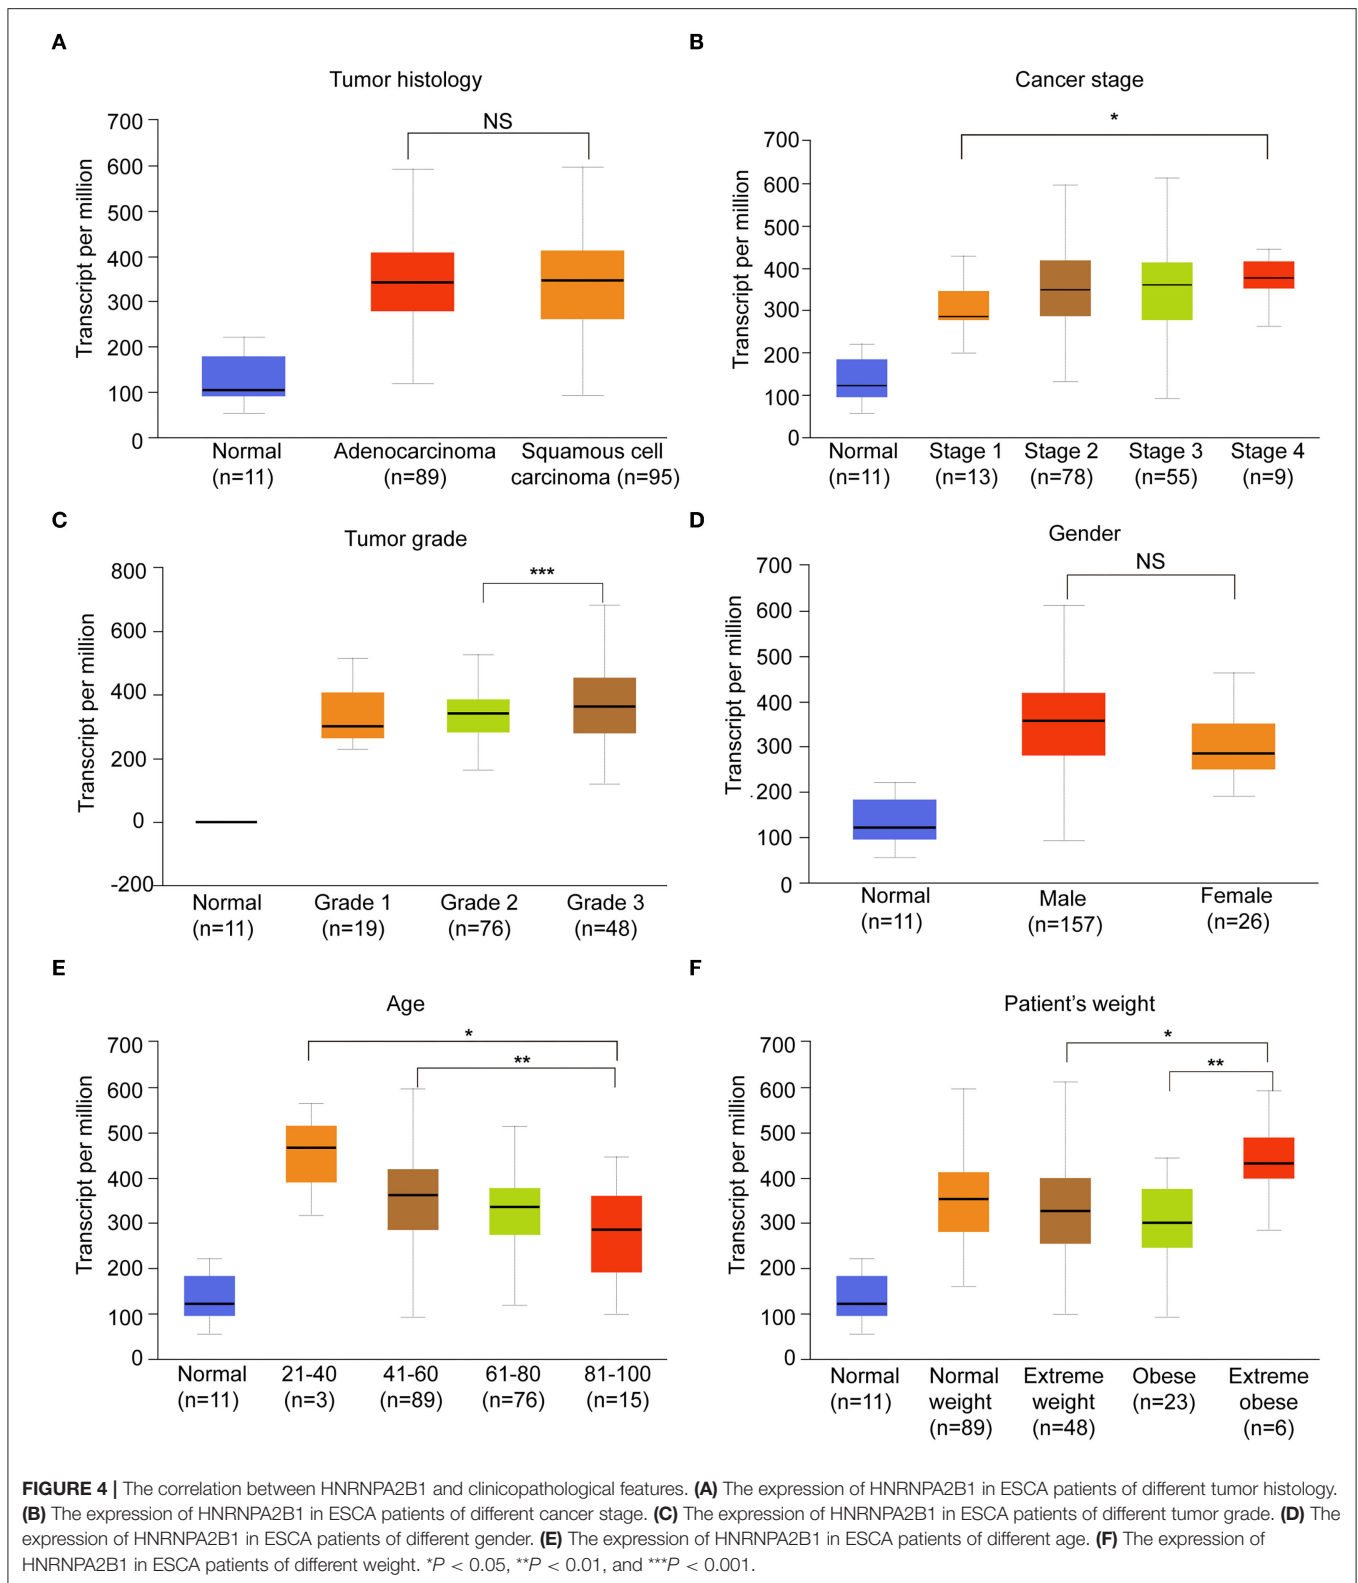 A
Tumor histology
NS
Transcript per million
700
600
500
400
300
200
100
0
Normal
(n=11)
Adenocarcinoma
(n=89)
Squamous cell
carcinoma (n=95)
B
Cancer stage
*
Transcript per million
700
600
500
400
300
200
100
0
Normal
(n=11)
Stage 1
(n=13)
Stage 2
(n=78)
Stage 3
(n=55)
Stage 4
(n=9)
C
Tumor grade
***
Transcript per million
800
600
400
200
0
-200
Normal
(n=11)
Grade 1
(n=19)
Grade 2
(n=76)
Grade 3
(n=48)
D
Gender
NS
Transcript per million
700
600
500
400
300
200
100
0
Normal
(n=11)
Male
(n=157)
Female
(n=26)
E
Age
*
**
Transcript per million
700
600
500
400
300
200
100
0
Normal
(n=11)
21-40
(n=3)
41-60
(n=89)
61-80
(n=76)
81-100
(n=15)
F
Patient's weight
*
**
Transcript per million
700
600
500
400
300
200
100
0
Normal
(n=11)
Normal
weight
(n=89)
Extreme
weight
(n=48)
Obese
(n=23)
Extreme
obese
(n=6)
FIGURE 4 | The correlation between HNRNPA2B1 and clinicopathological features. (A) The expression of HNRNPA2B1 in ESCA patients of different tumor histology.
(B) The expression of HNRNPA2B1 in ESCA patients of different cancer stage. (C) The expression of HNRNPA2B1 in ESCA patients of different tumor grade. (D) The
expression of HNRNPA2B1 in ESCA patients of different gender. (E) The expression of HNRNPA2B1 in ESCA patients of different age. (F) The expression of
HNRNPA2B1 in ESCA patients of different weight. *P < 0.05, **P < 0.01, and ***P < 0.001.